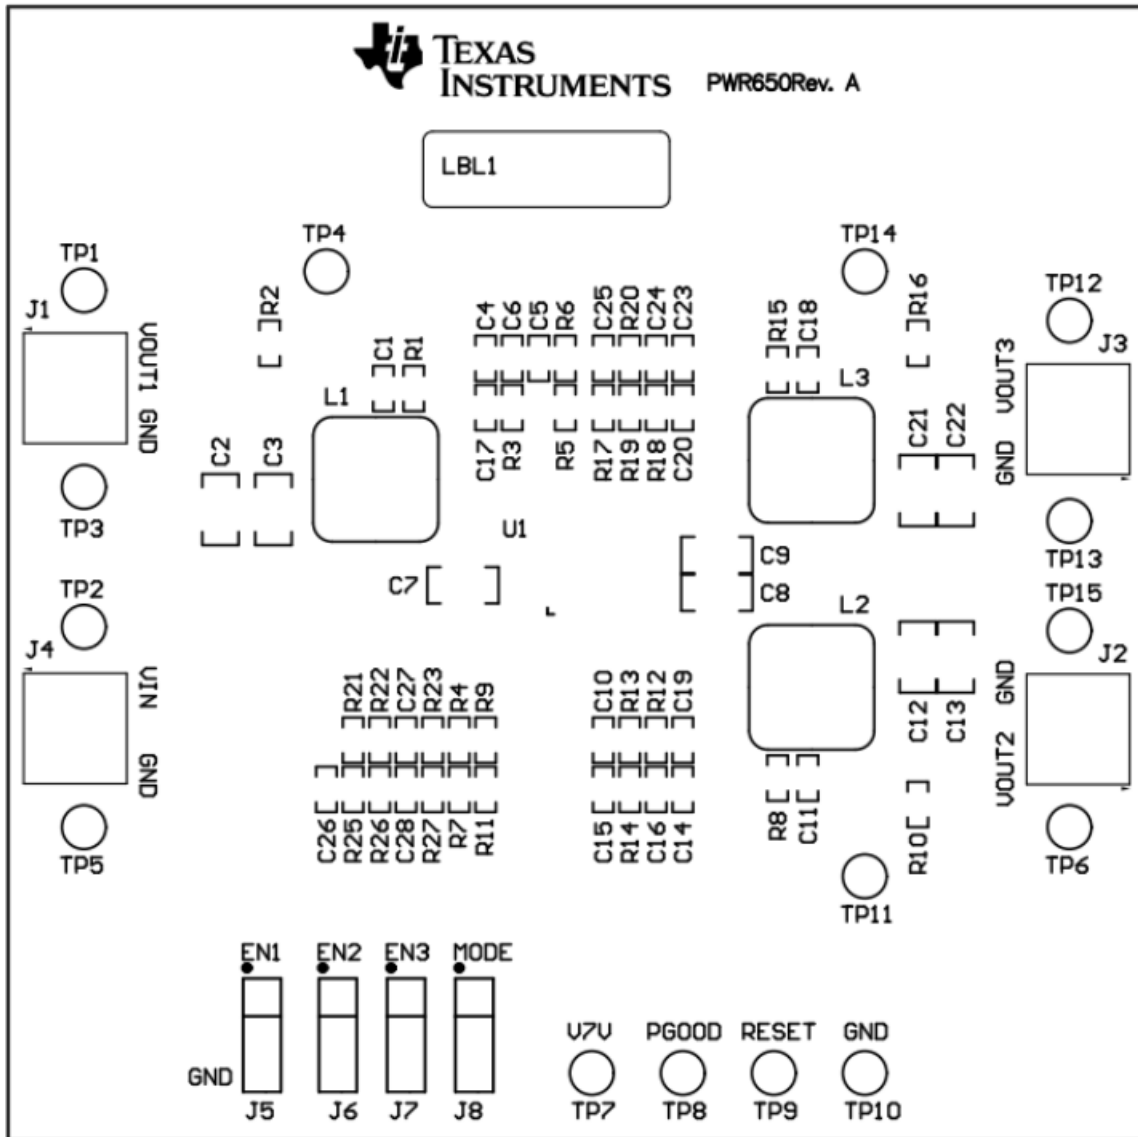 TEXAS
INSTRUMENTS
PWR650Rev. A
LBL1
TP4
TP14
TP1
TP12
J1
R2
C4
C6
C5
R6
C25
R20
C24
C23
R15
C18
R16
J3
VOUT1
GND
C1
R1
L1
L3
VOUT3
GND
C2
C3
C17
R3
R5
R17
R19
R18
C20
C21
C22
TP3
U1
TP13
C7
C9
C8
TP2
TP15
L2
J4
J2
VIN
GND
R21
R22
C27
R23
R4
R9
C10
R13
R12
C19
C12
C13
GND
VOUT2
C26
R25
R26
C28
R27
R7
R11
C15
R14
C16
C14
R8
C11
R10
TP5
TP6
TP11
EN1
EN2
EN3
MODE
V7V
PGOOD
RESET
GND
GND
J5
J6
J7
J8
TP7
TP8
TP9
TP10